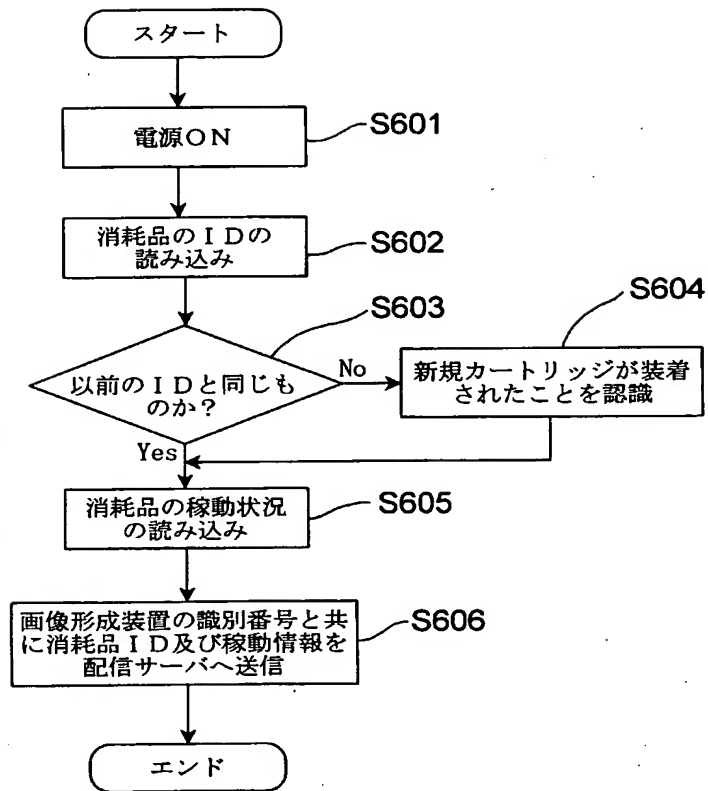 スタート
電源ON
S601
消耗品のIDの
読み込み
S602
S603
以前のIDと同じも
のか?
No
S604
新規カートリッジが装着
されたことを認識
Yes
消耗品の稼動状況
の読み込み
S605
画像形成装置の識別番号と共
に消耗品ID及び稼動情報を
配信サーバへ送信
S606
エンド